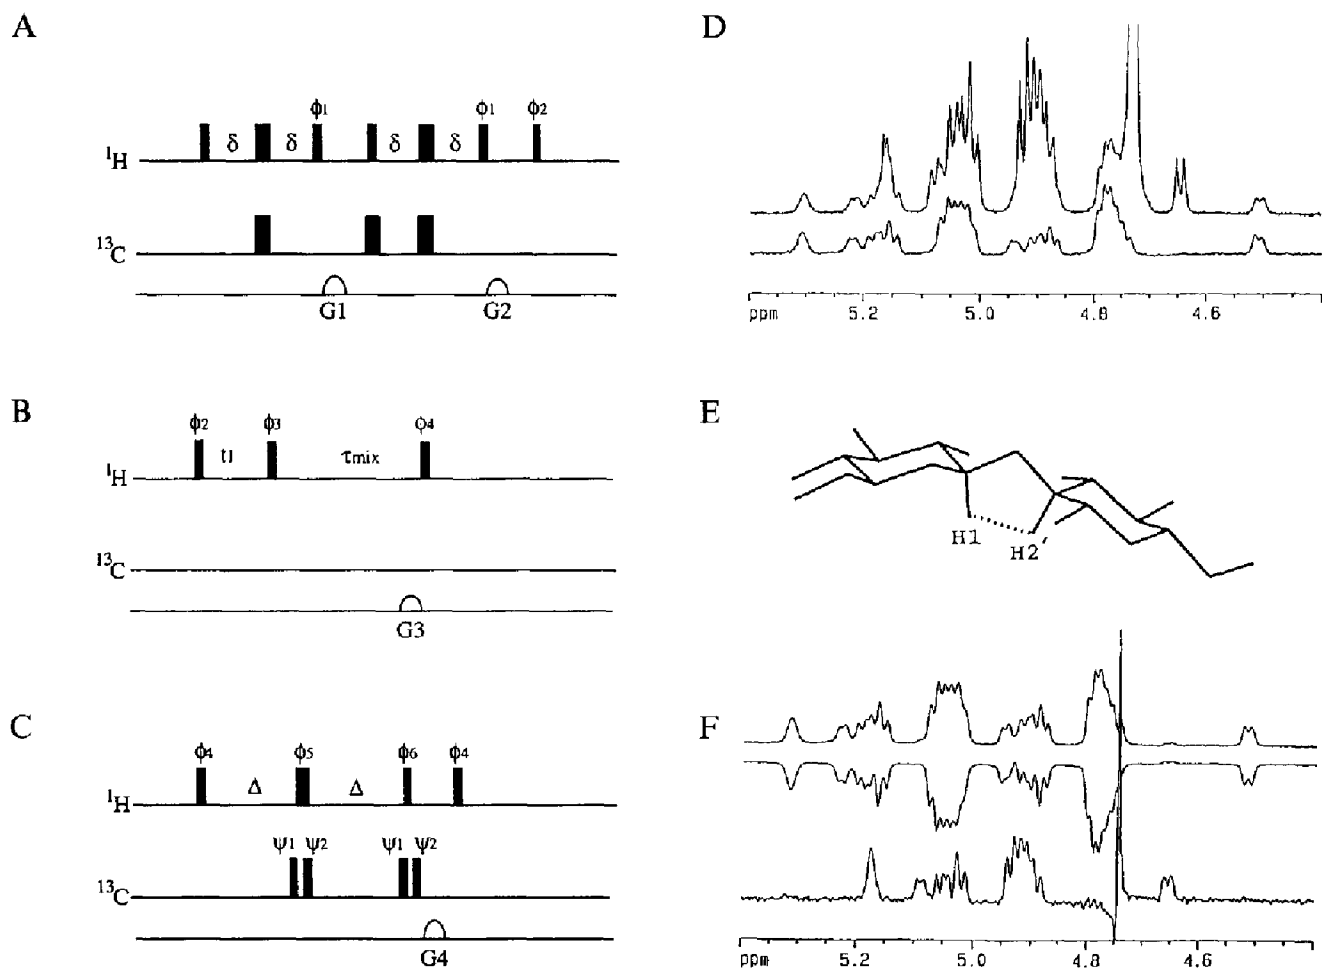 A
ϕ1 ϕ1 ϕ2
δ δ δ δ
¹H
¹³C
G1 G2
B
ϕ2 ϕ3 ϕ4
t1 τmix
¹H
¹³C
G3
C
ϕ4 ϕ5 ϕ6 ϕ4
Δ Δ
¹H
ψ1 ψ2 ψ1 ψ2
¹³C
G4
D
ppm 5.2 5.0 4.8 4.6
E
H1
H2'
F
ppm 5.2 5.0 4.8 4.6